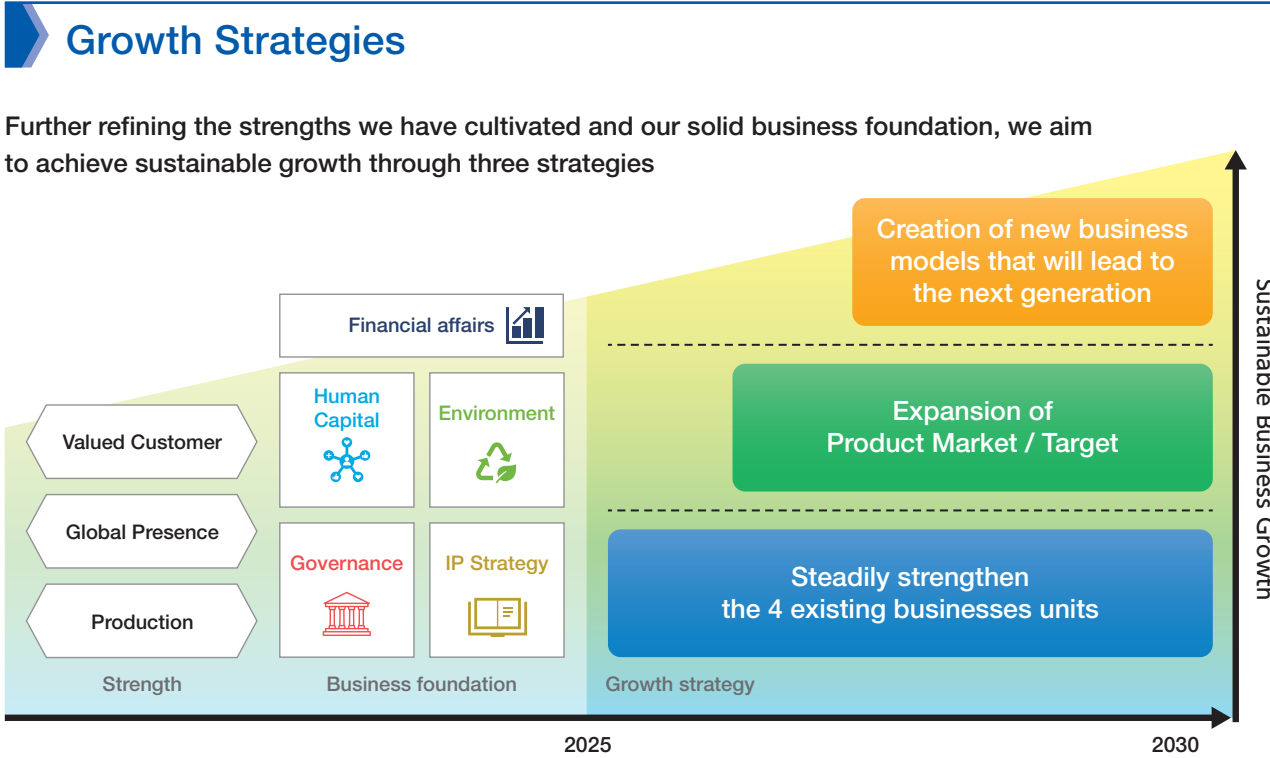 Growth Strategies
Further refining the strengths we have cultivated and our solid business foundation, we aim
to achieve sustainable growth through three strategies
Valued Customer
Global Presence
Production
Strength
Financial affairs
Human
Capital
Environment
Governance
IP Strategy
Business foundation
Creation of new business
models that will lead to
the next generation
Expansion of
Product Market / Target
Steadily strengthen
the 4 existing businesses units
Growth strategy
Sustainable Business Growth
2025
2030